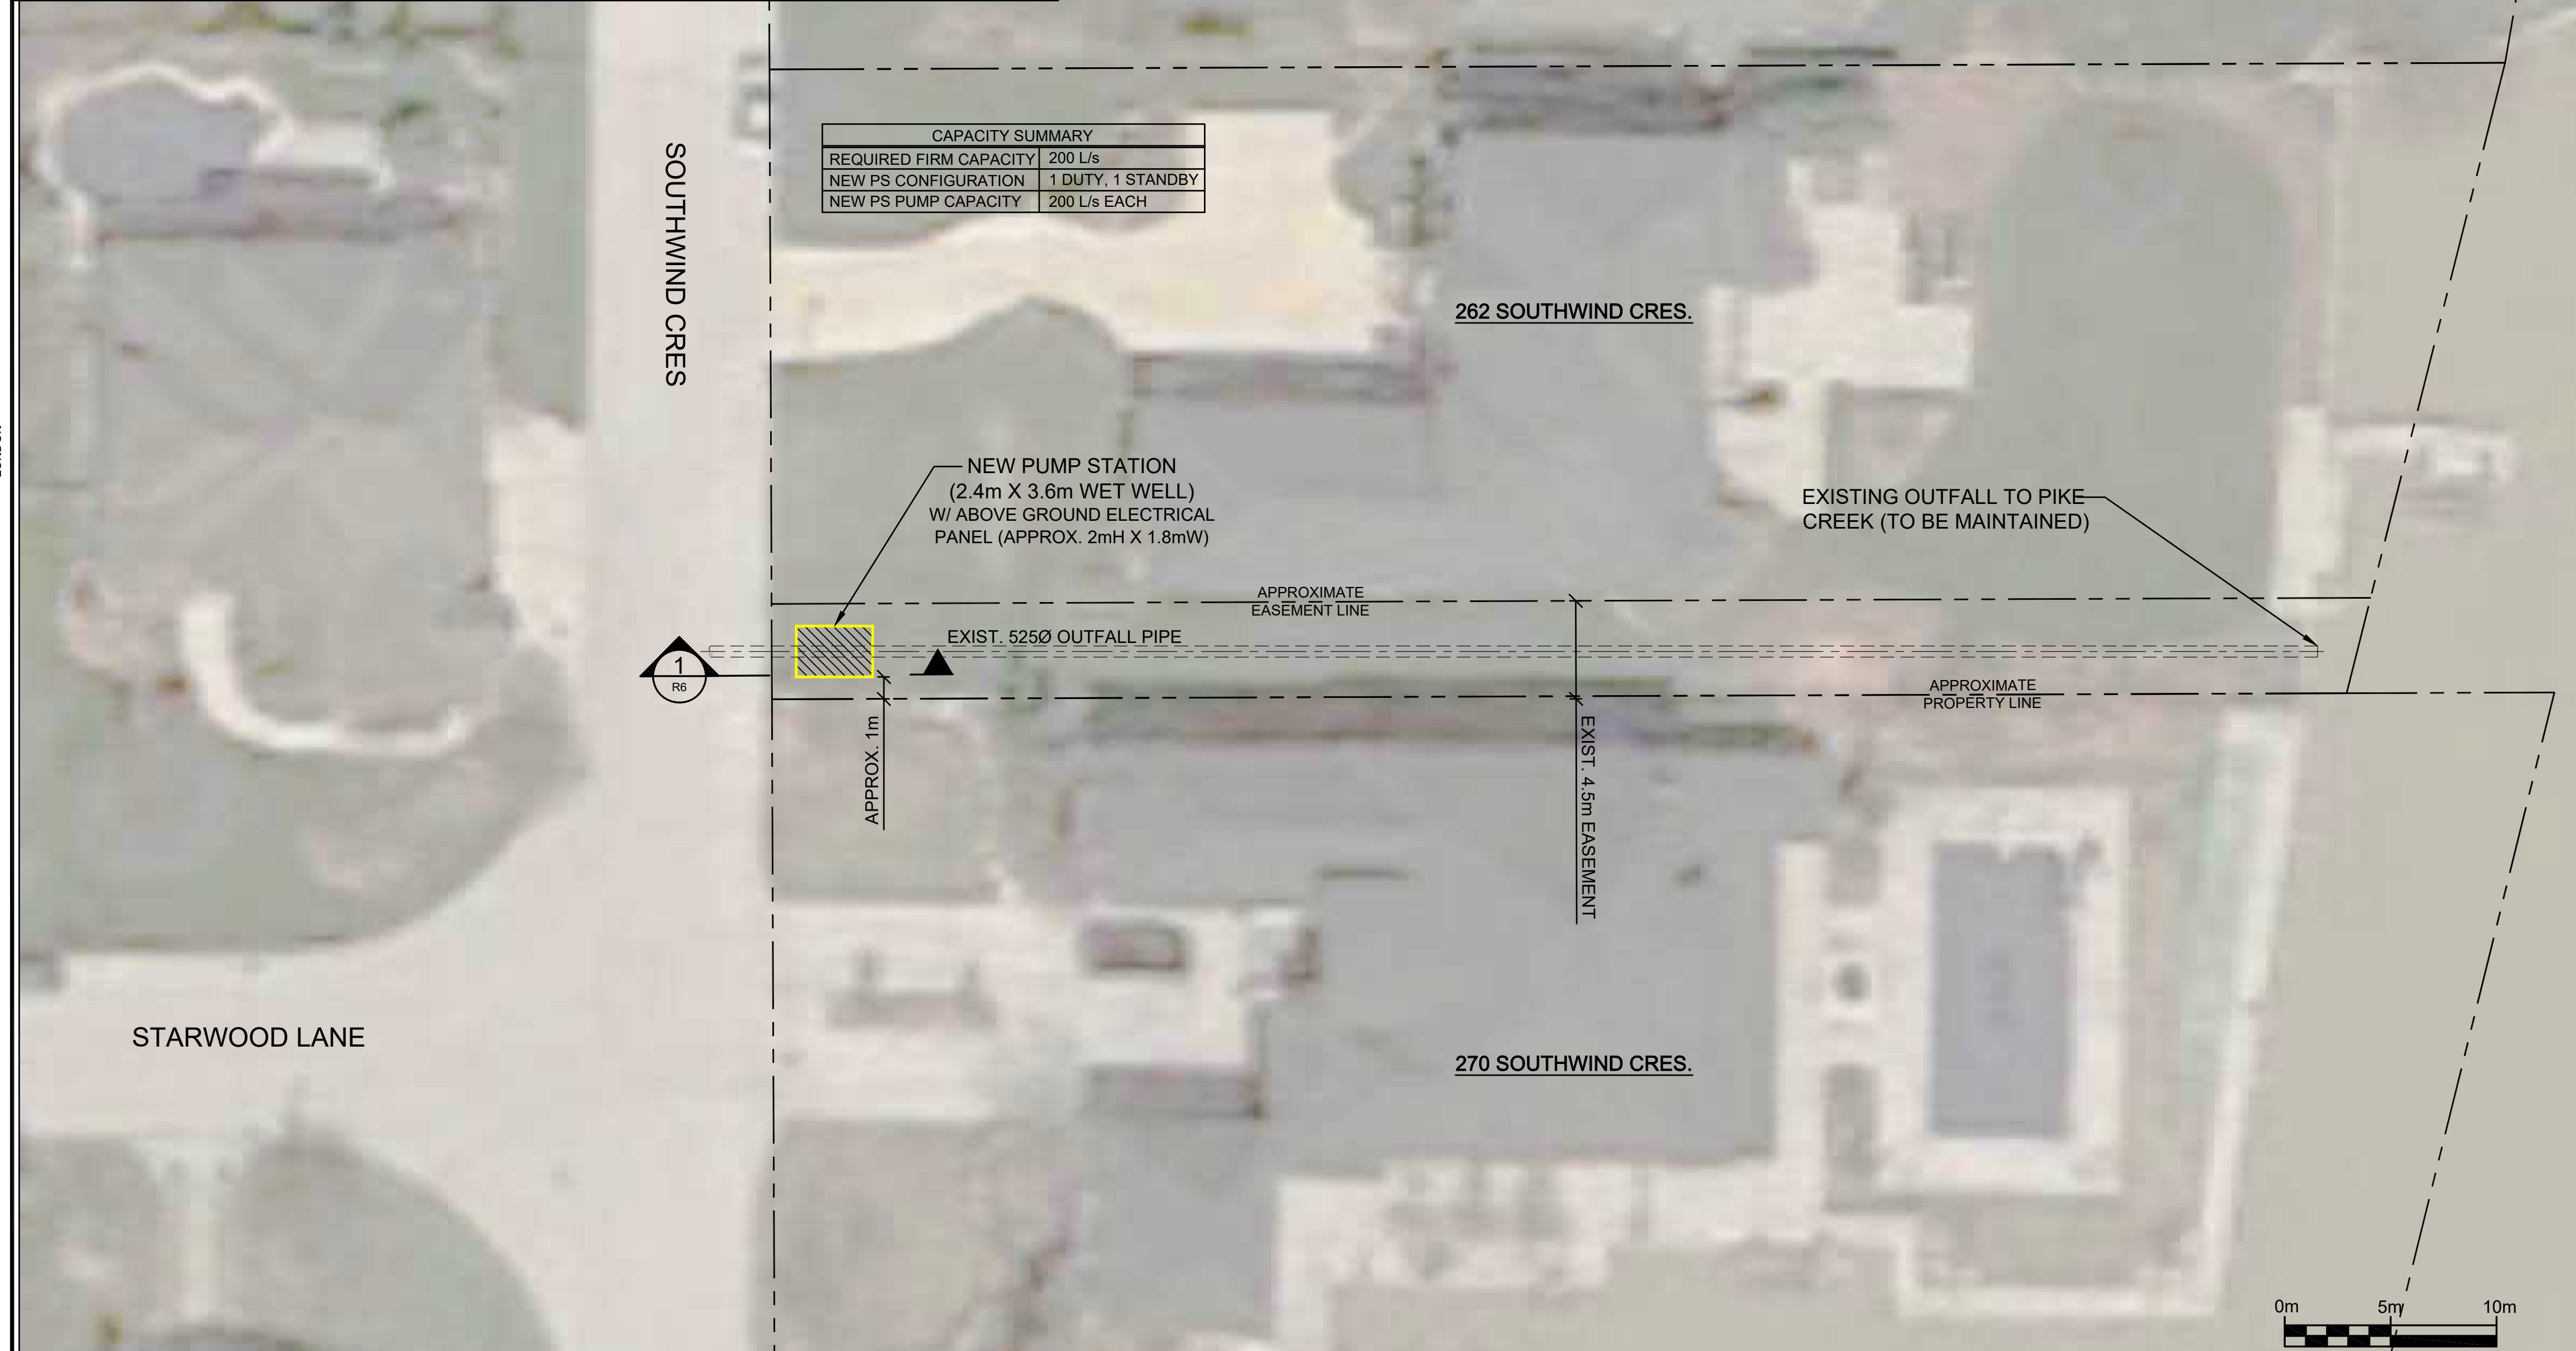 CAPACITY SUMMARY
REQUIRED FIRM CAPACITY 200 L/s
NEW PS CONFIGURATION 1 DUTY, 1 STANDBY
NEW PS PUMP CAPACITY 200 L/s EACH
SOUTHWIND CRES
262 SOUTHWIND CRES.
NEW PUMP STATION
(2.4m X 3.6m WET WELL)
W/ ABOVE GROUND ELECTRICAL
PANEL (APPROX. 2mH X 1.8mW)
EXISTING OUTFALL TO PIKE
CREEK (TO BE MAINTAINED)
APPROXIMATE
EASEMENT LINE
EXIST. 525Ø OUTFALL PIPE
1
R6
APPROXIMATE
PROPERTY LINE
APPROX. 1m
EXIST. 4.5m EASEMENT
STARWOOD LANE
270 SOUTHWIND CRES.
0m 5m 10m